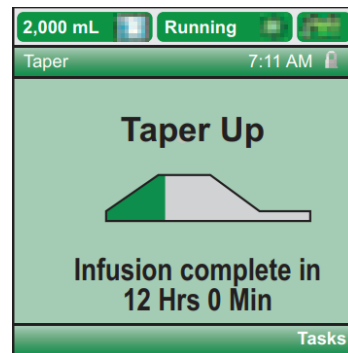 2,000 mL Running
Taper 7:11 AM
Taper Up
Infusion complete in
12 Hrs 0 Min
Tasks